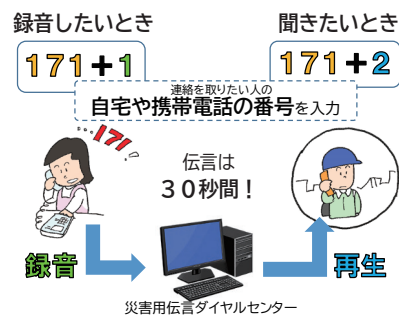 録音したいとき
聞きたいとき
171+1
171+2
連絡を取りたい人の
自宅や携帯電話の番号を入力
…171
伝言は
30秒間!
録音
再生
災害用伝言ダイヤルセンター